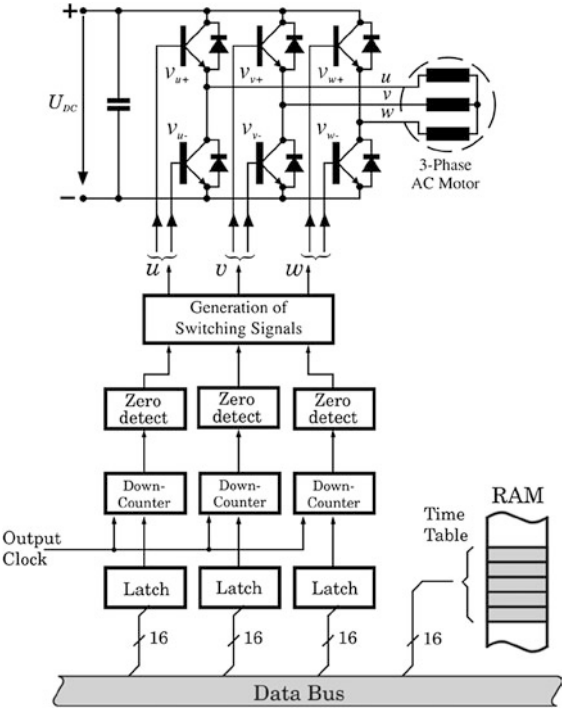 +
U_DC
−
V_u+
V_v+
V_w+
V_u-
V_v-
V_w-
u
v
w
3-Phase
AC Motor
u
v
w
Generation of
Switching Signals
Zero
detect
Zero
detect
Zero
detect
Down-
Counter
Down-
Counter
Down-
Counter
Output
Clock
Latch
Latch
Latch
RAM
Time
Table
16
16
16
16
Data Bus